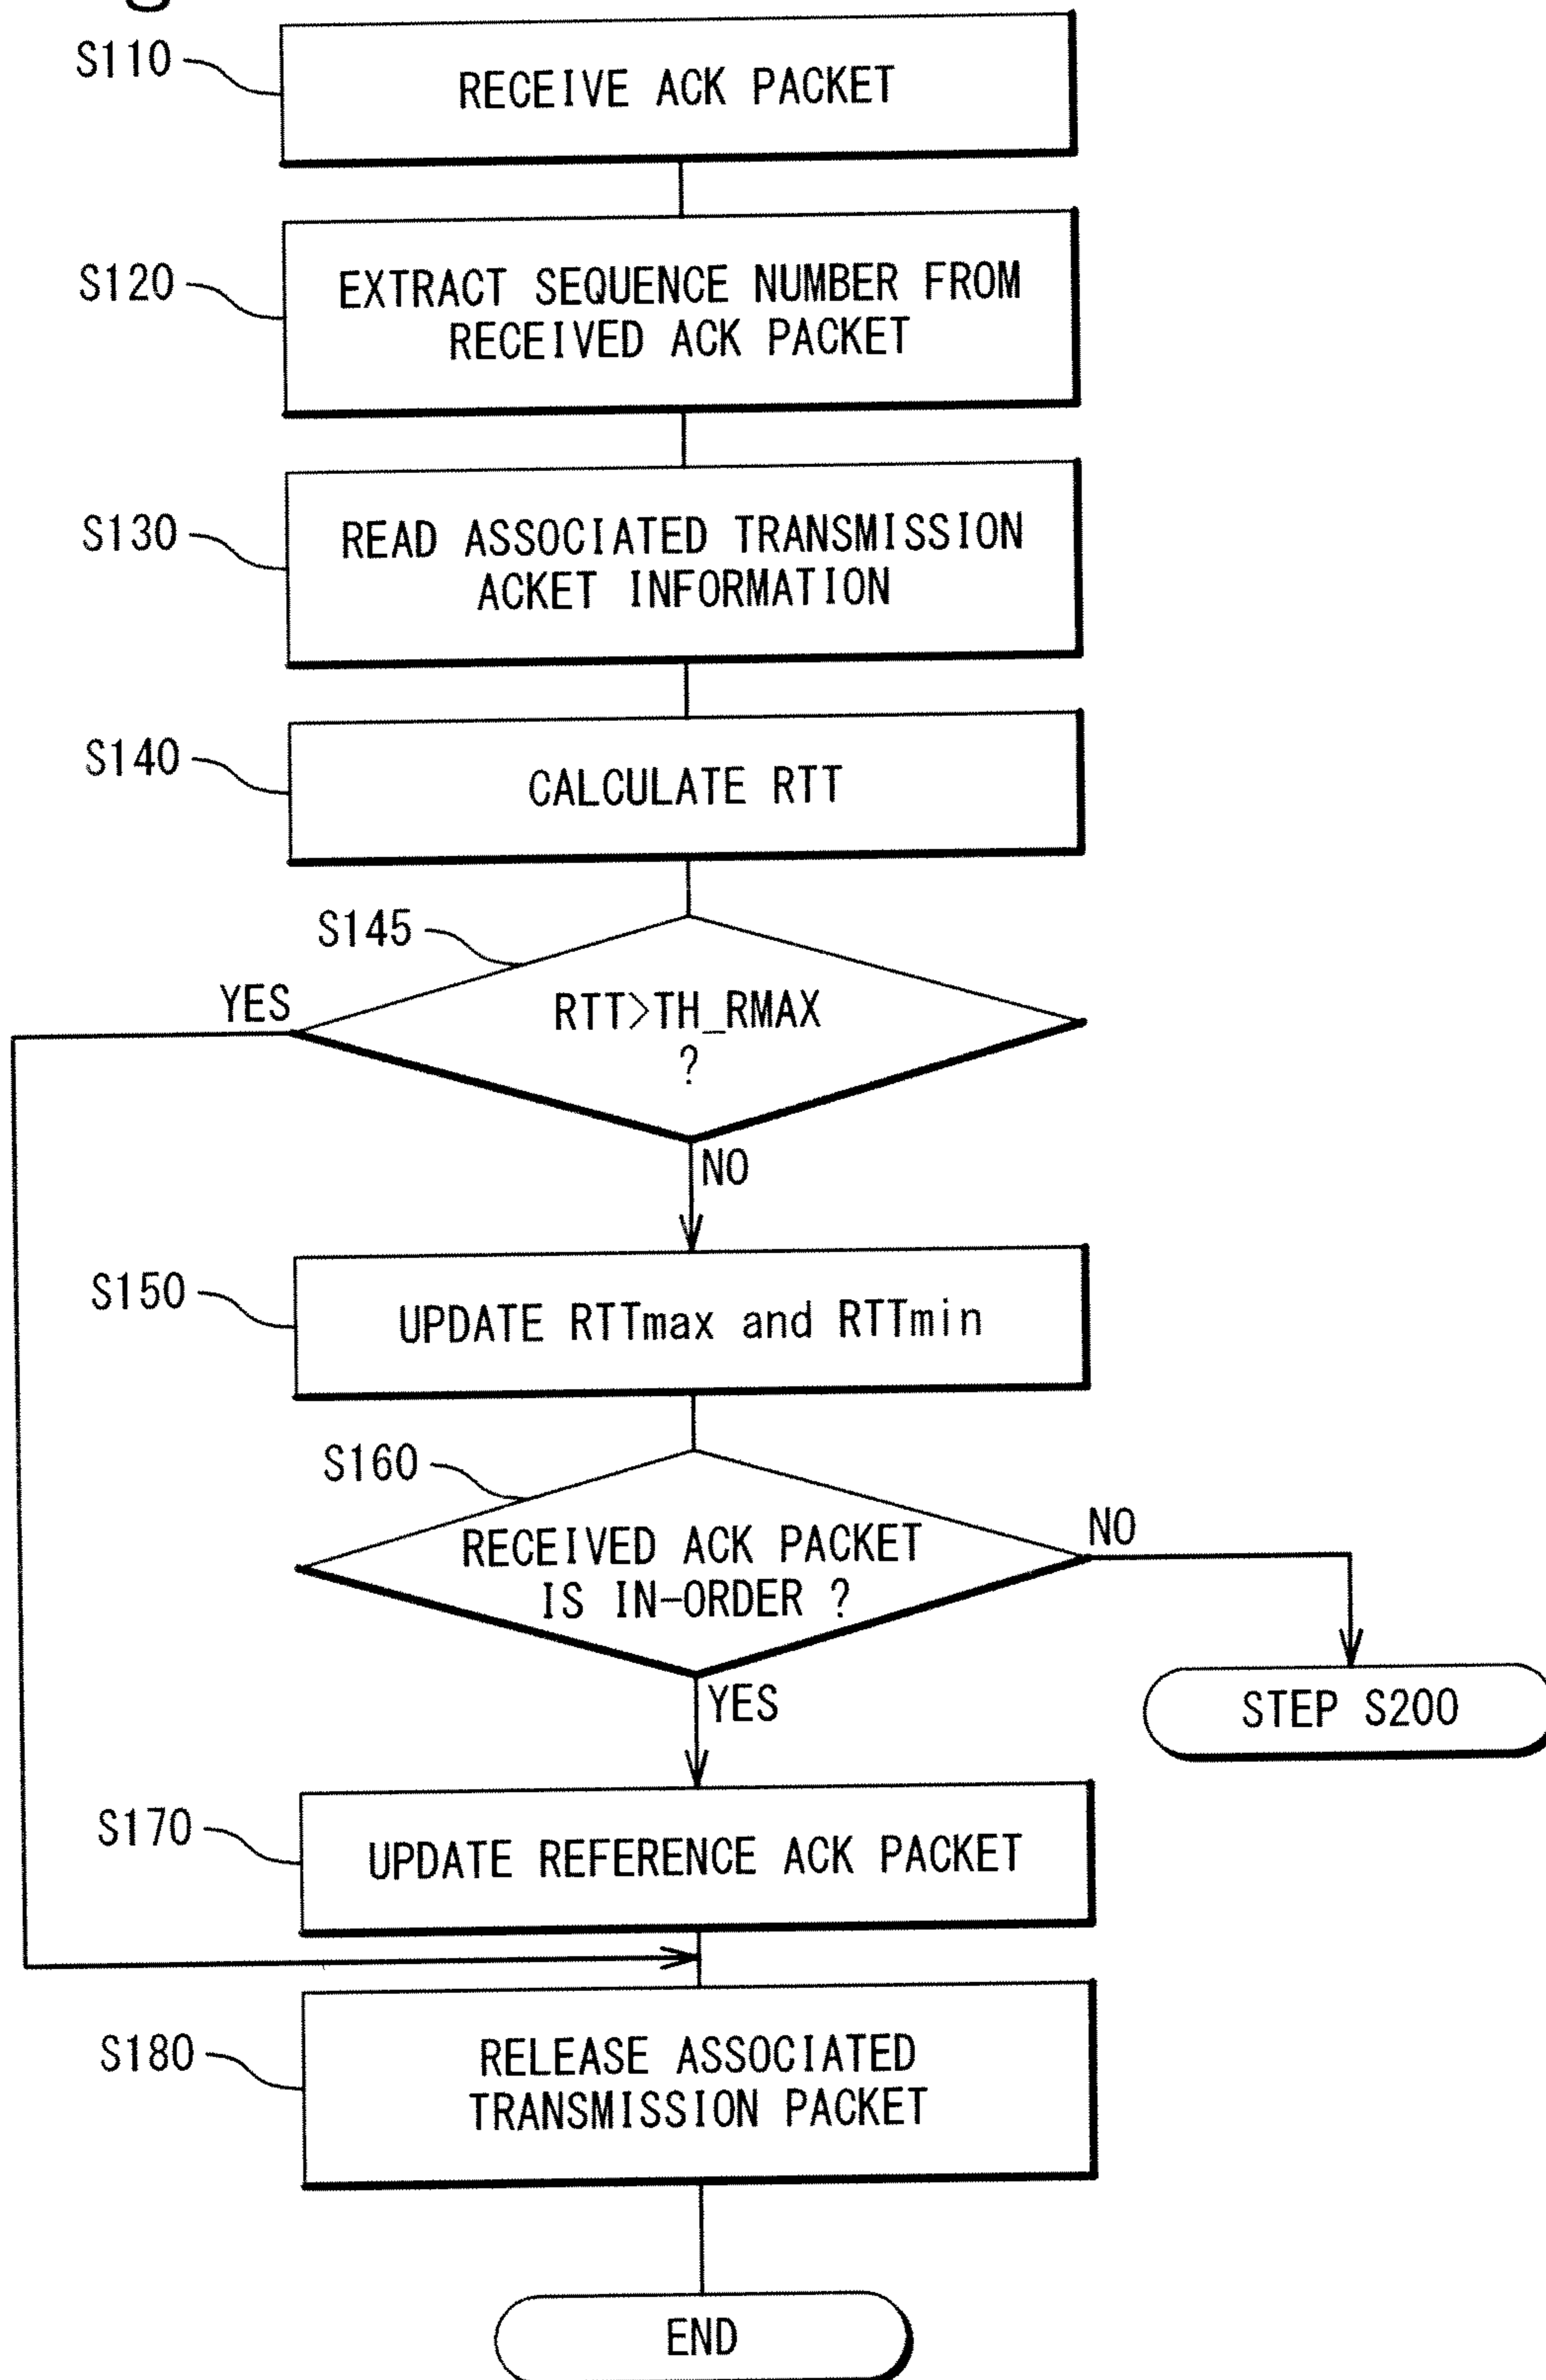 S110
RECEIVE ACK PACKET
S120
EXTRACT SEQUENCE NUMBER FROM
RECEIVED ACK PACKET
S130
READ ASSOCIATED TRANSMISSION
ACKET INFORMATION
S140
CALCULATE RTT
S145
YES
RTT>TH_RMAX
?
NO
S150
UPDATE RTTmax and RTTmin
S160
RECEIVED ACK PACKET
IS IN-ORDER ?
NO
YES
STEP S200
S170
UPDATE REFERENCE ACK PACKET
S180
RELEASE ASSOCIATED
TRANSMISSION PACKET
END